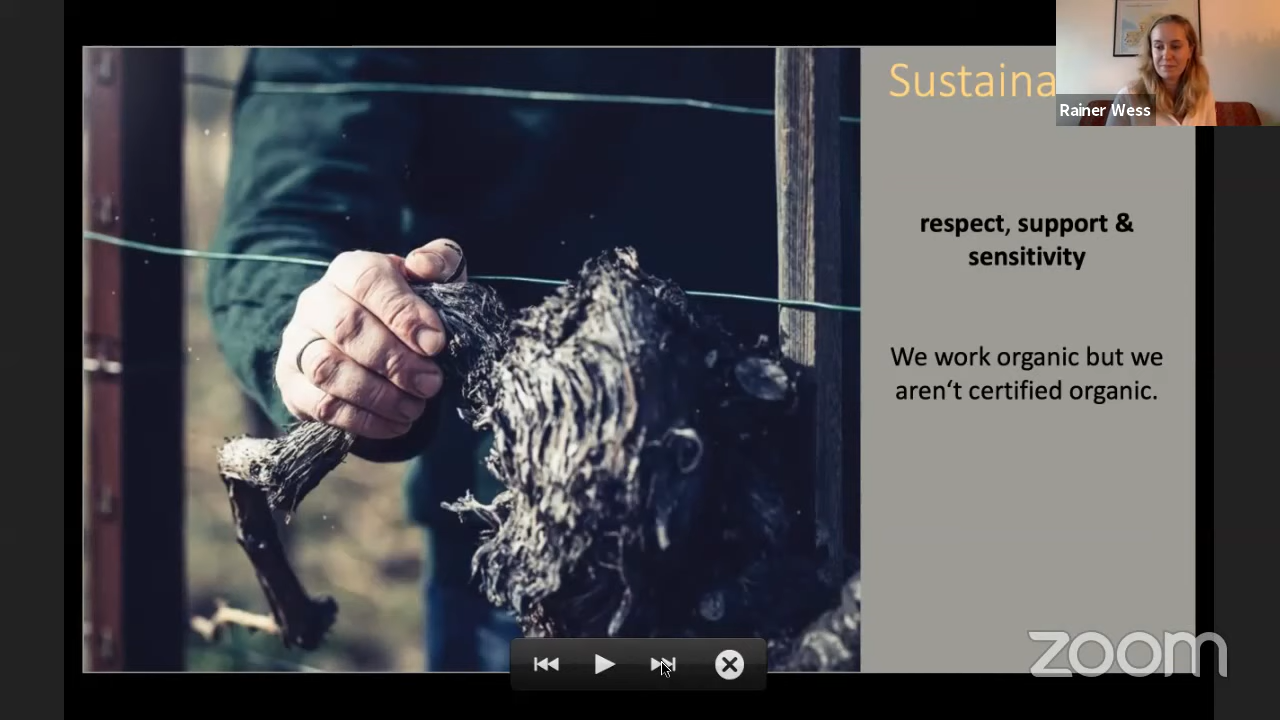 Sustaina
Rainer Wess
respect, support &
sensitivity
We work organic but we
aren‘t certified organic.
zoom